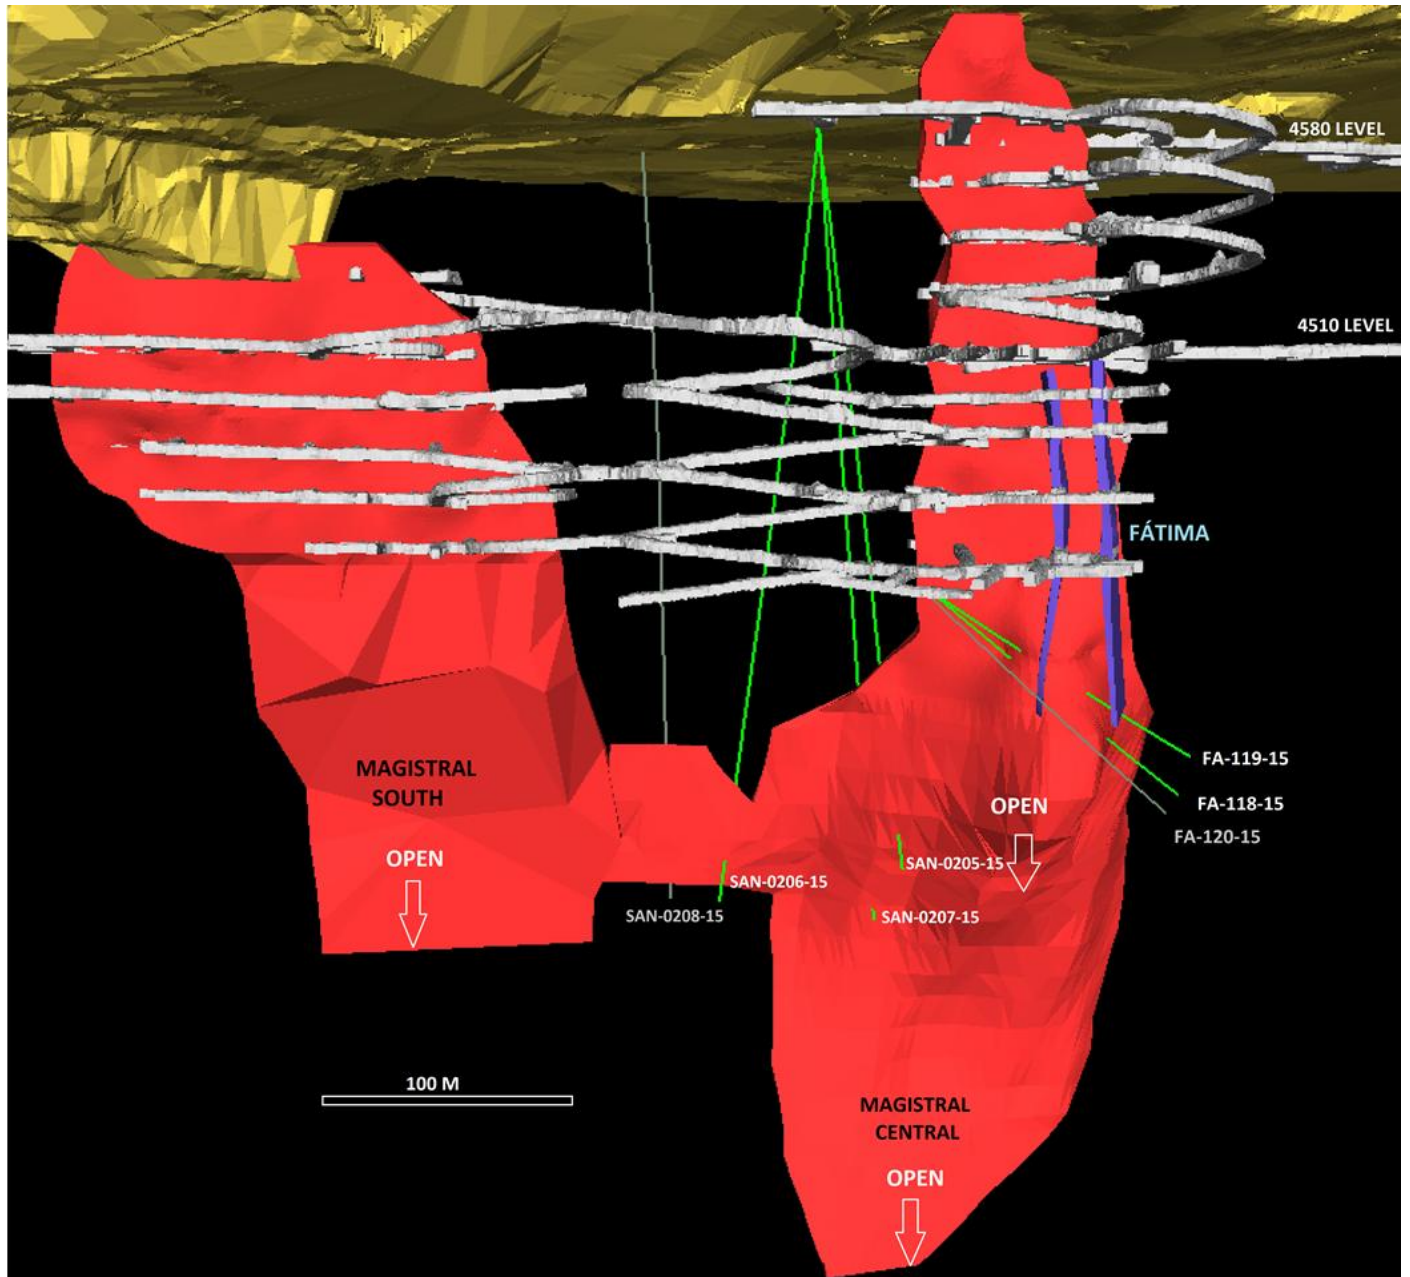 4580 LEVEL
4510 LEVEL
FÁTIMA
FA-119-15
MAGISTRAL
SOUTH
FA-118-15
OPEN
FA-120-15
OPEN
SAN-0205-15
SAN-0206-15
SAN-0208-15
SAN-0207-15
100 M
MAGISTRAL
CENTRAL
OPEN